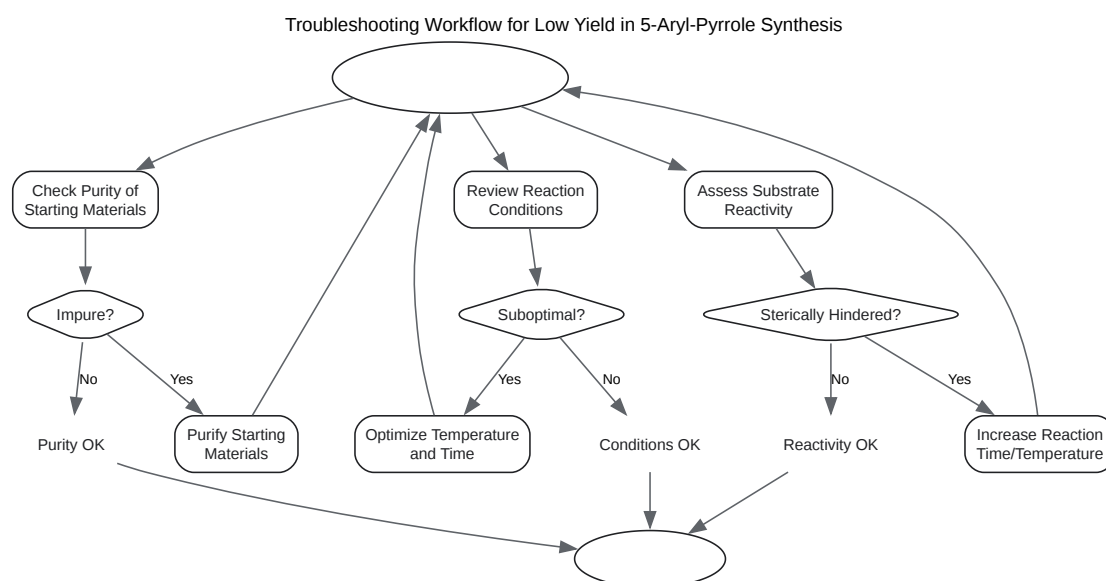 Troubleshooting Workflow for Low Yield in 5-Aryl-Pyrrole Synthesis
Check Purity of
Starting Materials
Review Reaction
Conditions
Assess Substrate
Reactivity
Impure?
Suboptimal?
Sterically Hindered?
No
Yes
Yes
No
No
Yes
Purity OK
Purify Starting
Materials
Optimize Temperature
and Time
Conditions OK
Reactivity OK
Increase Reaction
Time/Temperature